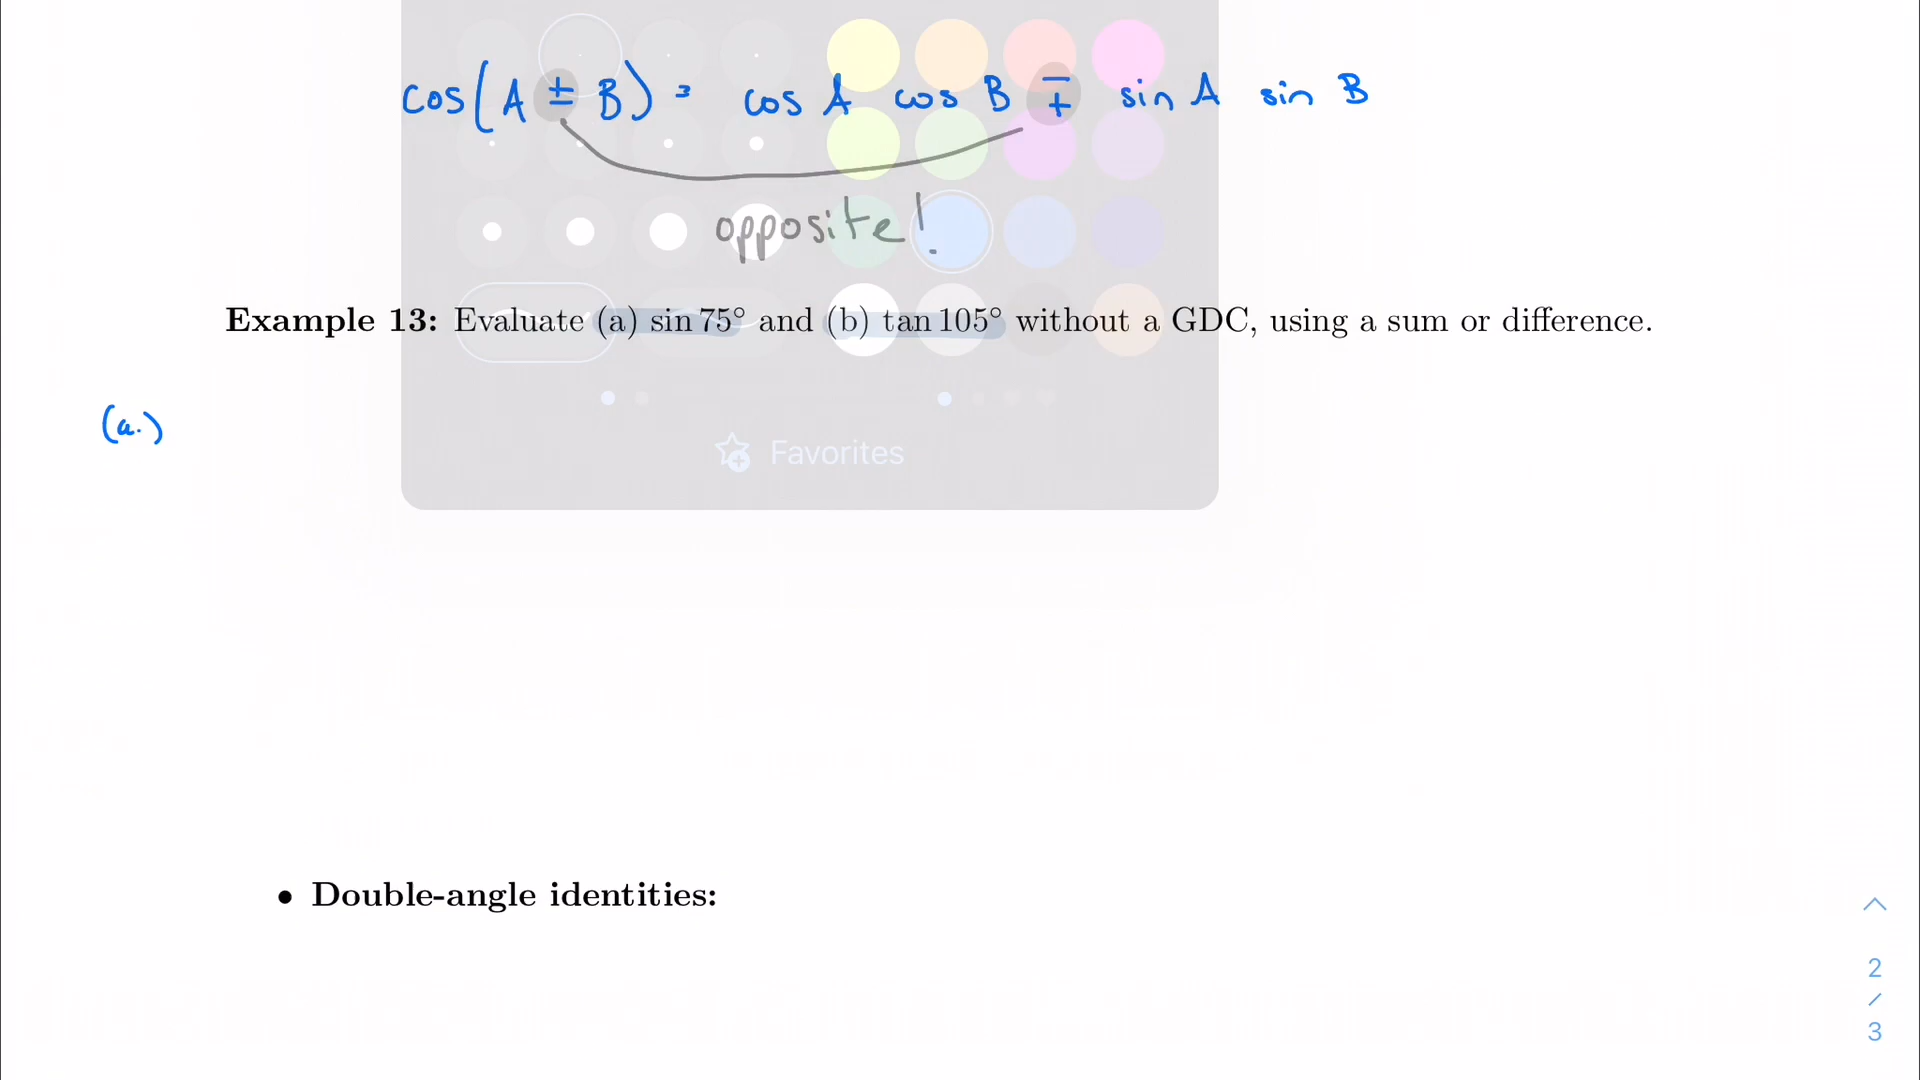 cos(A ± B) = cos A cos B ∓ sin A sin B
opposite!
Example 13: Evaluate (a) sin 75° and (b) tan 105° without a GDC, using a sum or difference.
(a.)
Favorites
• Double-angle identities:
2
/
3